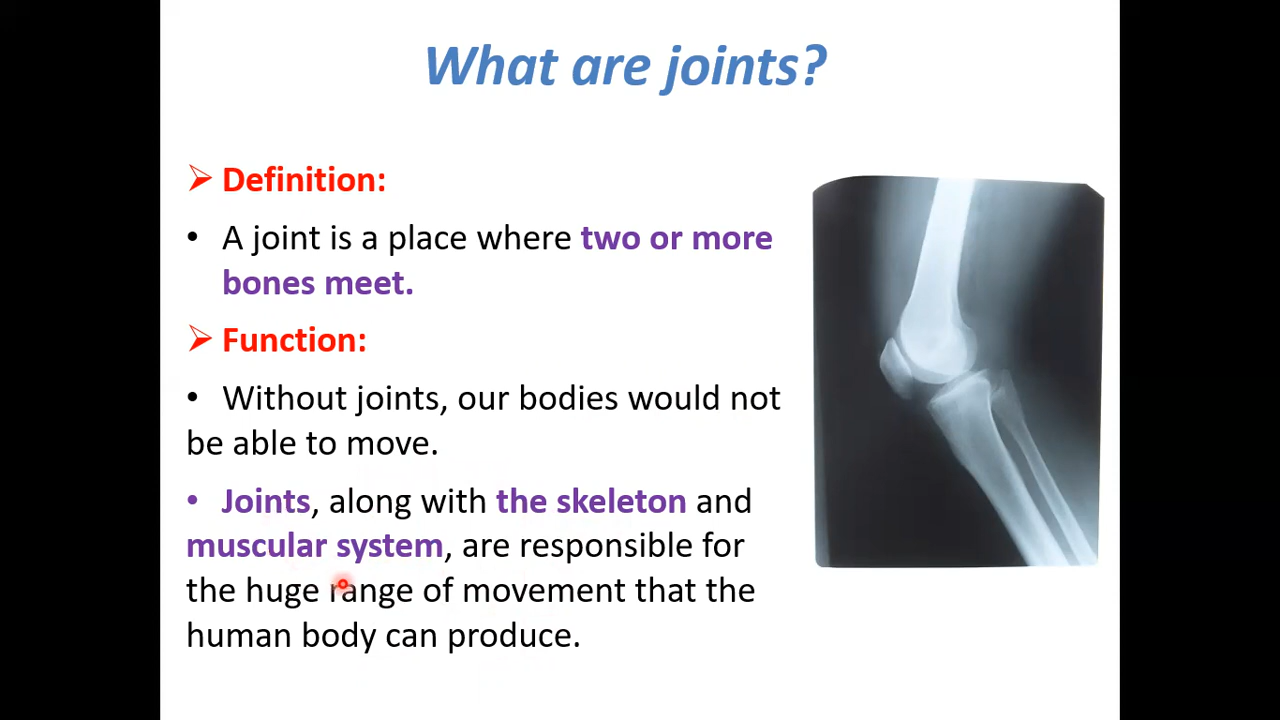 What are joints?
Definition:
• A joint is a place where two or more
bones meet.
Function:
• Without joints, our bodies would not
be able to move.
• Joints, along with the skeleton and
muscular system, are responsible for
the huge range of movement that the
human body can produce.